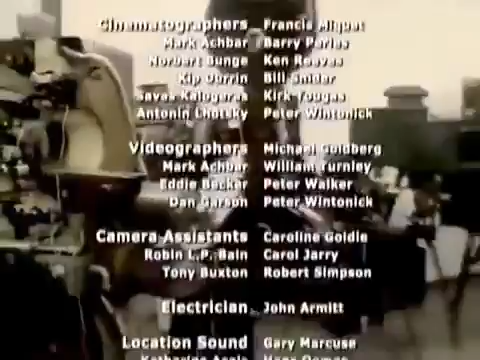 Cinematographers Francis Miquet
Mark Achbar Barry Perles
Norbert Bunge Ken Reeves
Kip Durrin Bill Snider
Savas Kalogeras Kirk Tougas
Antonin Lhotsky Peter Wintonick
Videographers Michael Goldberg
Mark Achbar William Turnley
Eddie Becker Peter Walker
Dan Garson Peter Wintonick
Camera Assistants Caroline Goldie
Robin L.P. Bain Carol Jarry
Tony Buxton Robert Simpson
Electrician John Armitt
Location Sound Gary Marcuse
Katharine